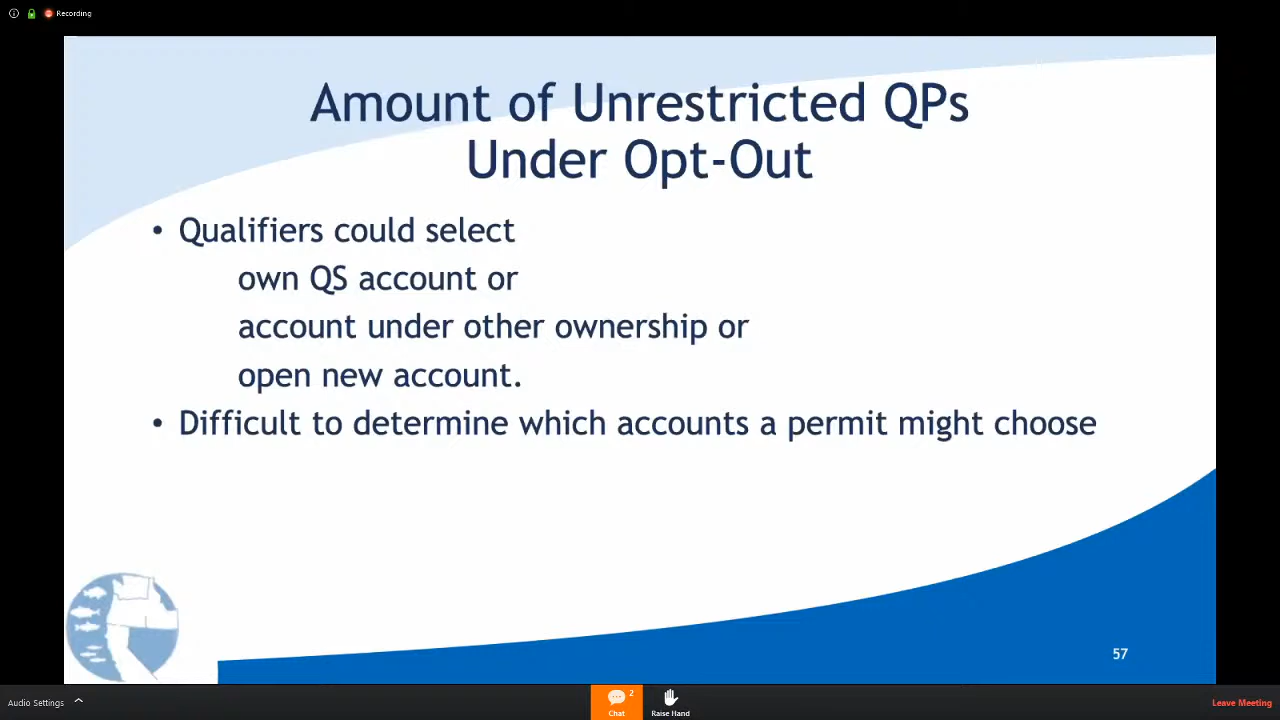 Recording
Amount of Unrestricted QPs
Under Opt-Out
• Qualifiers could select
own QS account or
account under other ownership or
open new account.
• Difficult to determine which accounts a permit might choose
57
Audio Settings
2
Chat
Raise Hand
Leave Meeting